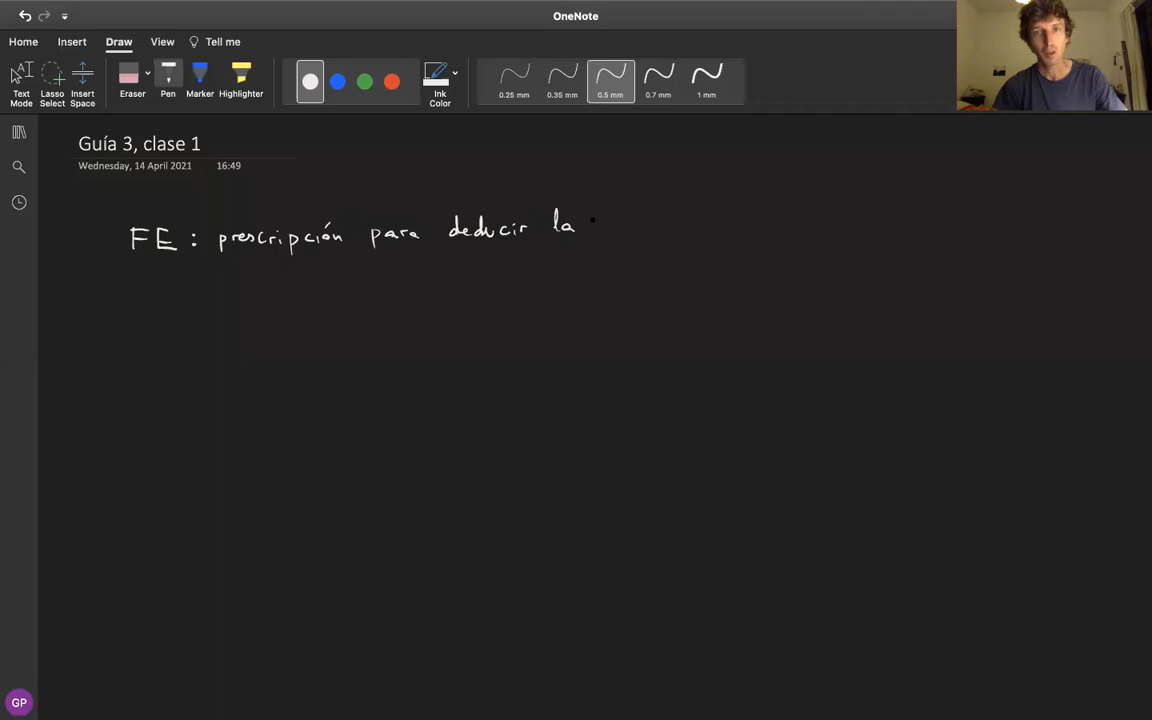 OneNote
Home Insert Draw View Tell me
Text Mode
Lasso Select
Insert Space
Eraser
Pen
Marker
Highlighter
Ink Color
0.25 mm
0.35 mm
0.5 mm
0.7 mm
1 mm
Guía 3, clase 1
Wednesday, 14 April 2021 16:49
FE: prescripción para deducir la
GP